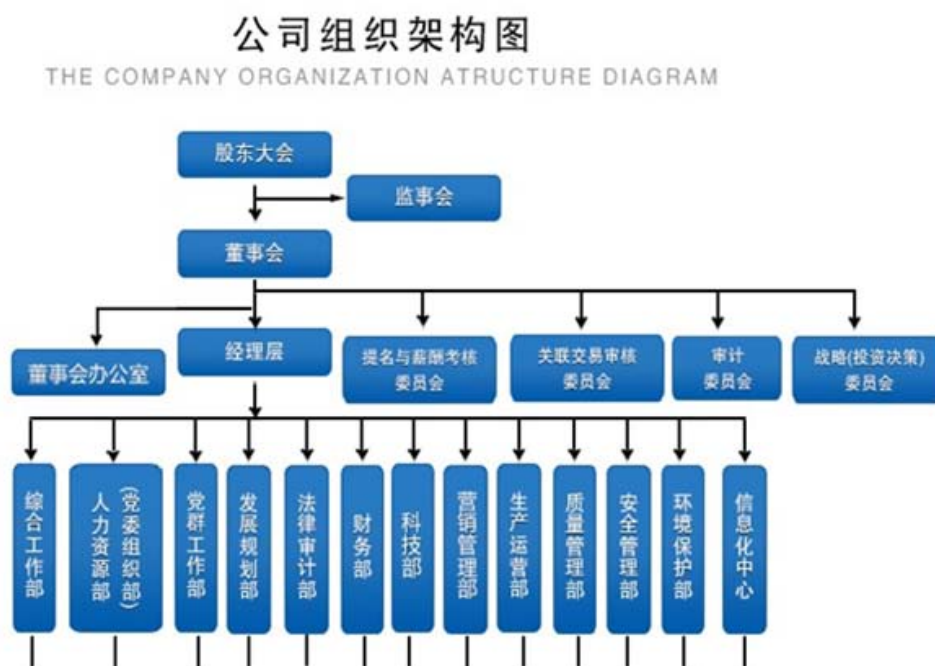 公司组织架构图
THE COMPANY ORGANIZATION ATRUCTURE DIAGRAM
股东大会
监事会
董事会
董事会办公室
经理层
提名与薪酬考核
委员会
关联交易审核
委员会
审计
委员会
战略(投资决策)
委员会
综合工作部
人力资源部
(党委组织部)
党群工作部
发展规划部
法律审计部
财务部
科技部
营销管理部
生产运营部
质量管理部
安全管理部
环境保护部
信息化中心